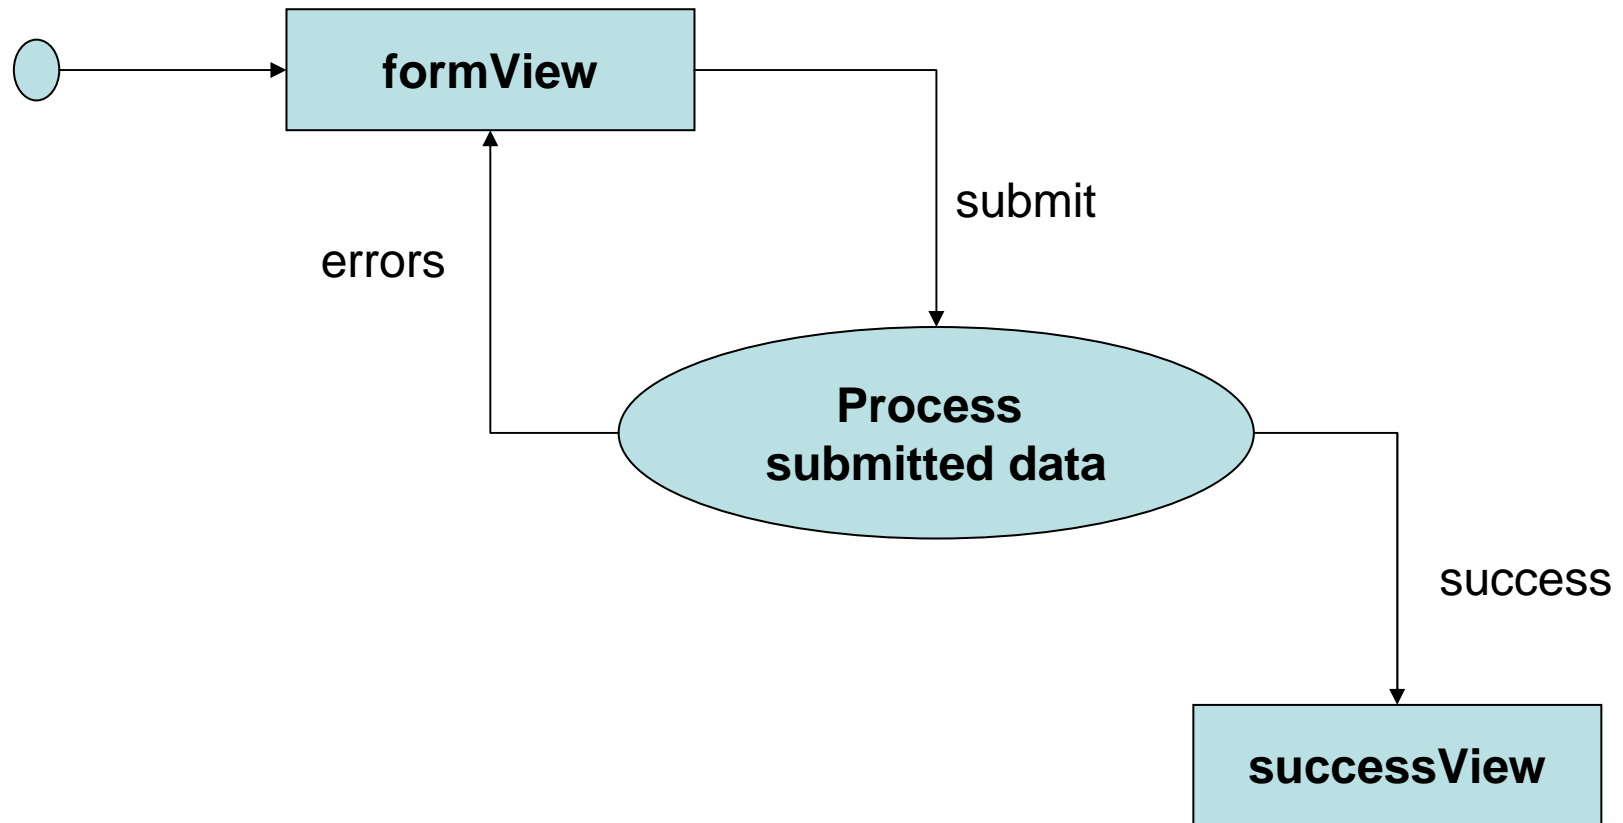 formView
submit
errors
Process
submitted data
success
successView